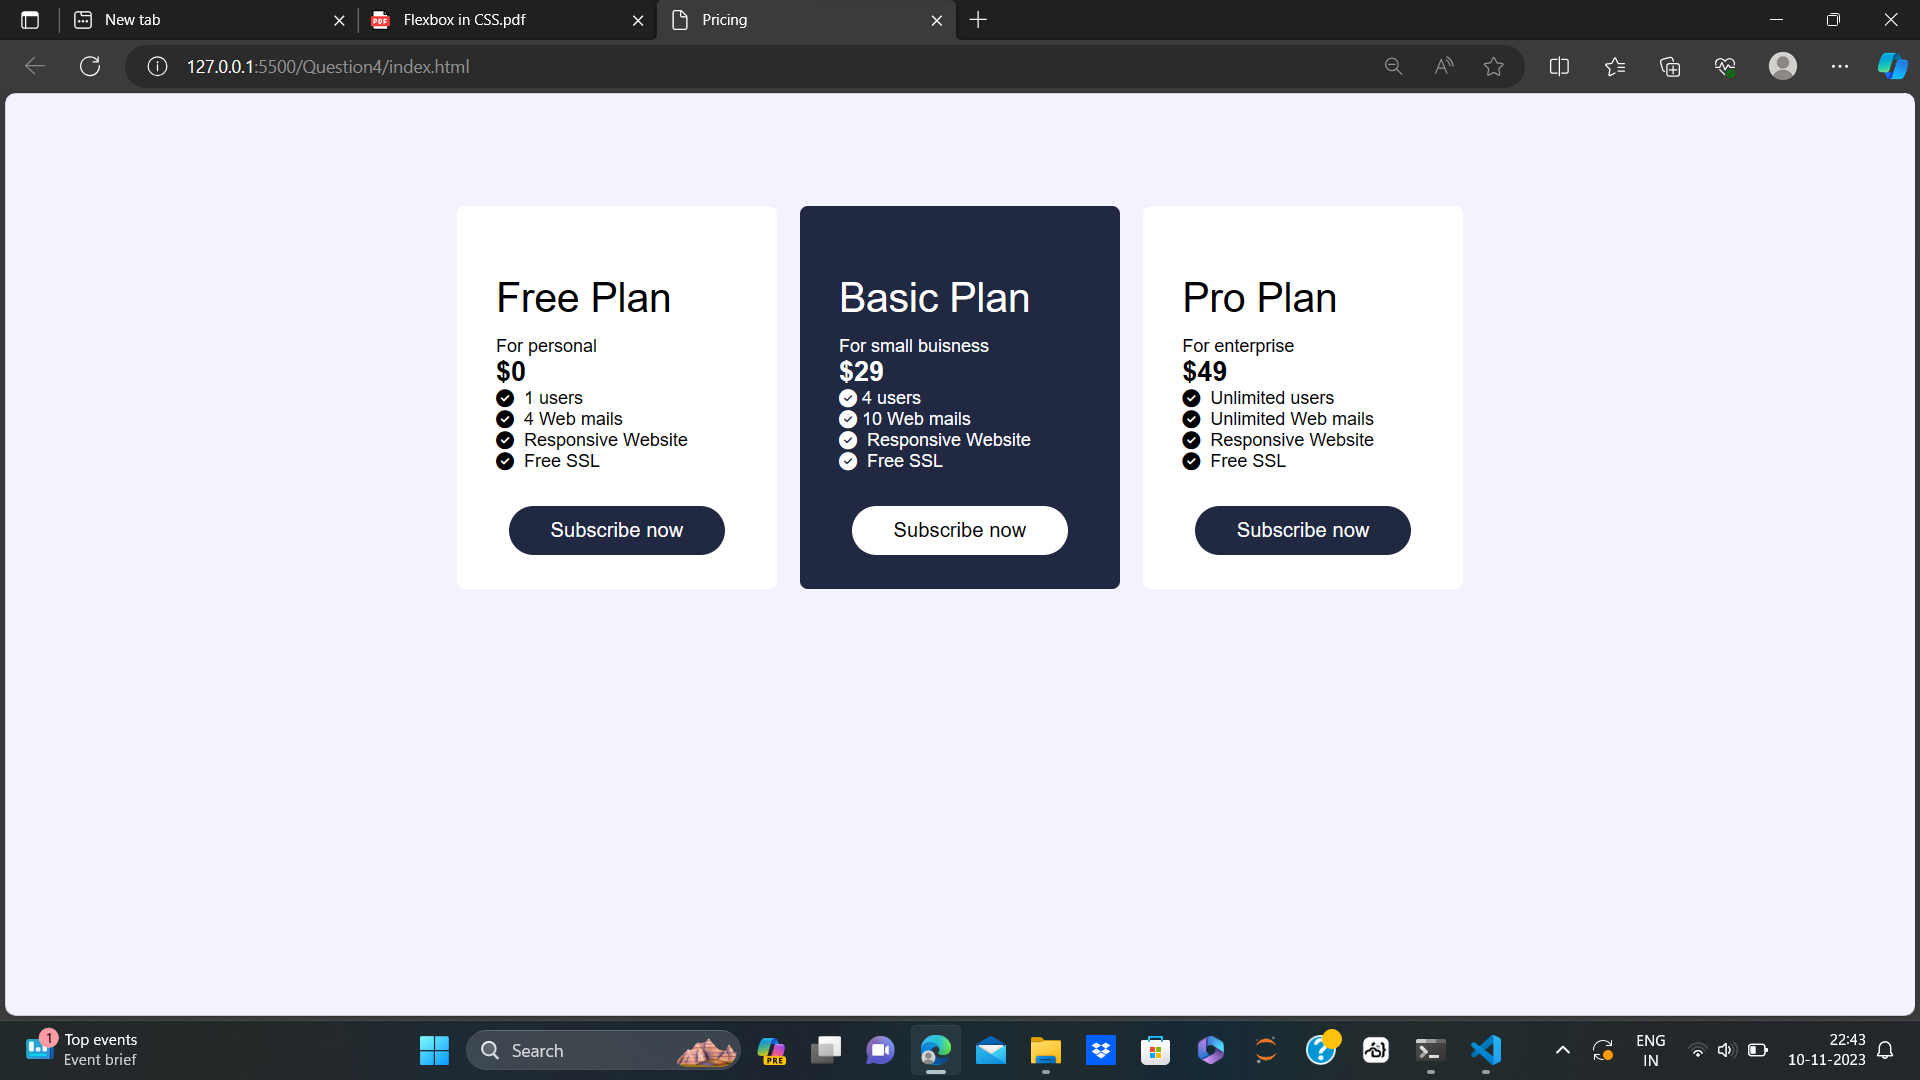 New tab
Flexbox in CSS.pdf
Pricing
127.0.0.1:5500/Question4/index.html
Free Plan
For personal
$0
1 users
4 Web mails
Responsive Website
Free SSL
Subscribe now
Basic Plan
For small buisness
$29
4 users
10 Web mails
Responsive Website
Free SSL
Subscribe now
Pro Plan
For enterprise
$49
Unlimited users
Unlimited Web mails
Responsive Website
Free SSL
Subscribe now
1
Top events
Event brief
Search
PRE
ENG
IN
22:43
10-11-2023